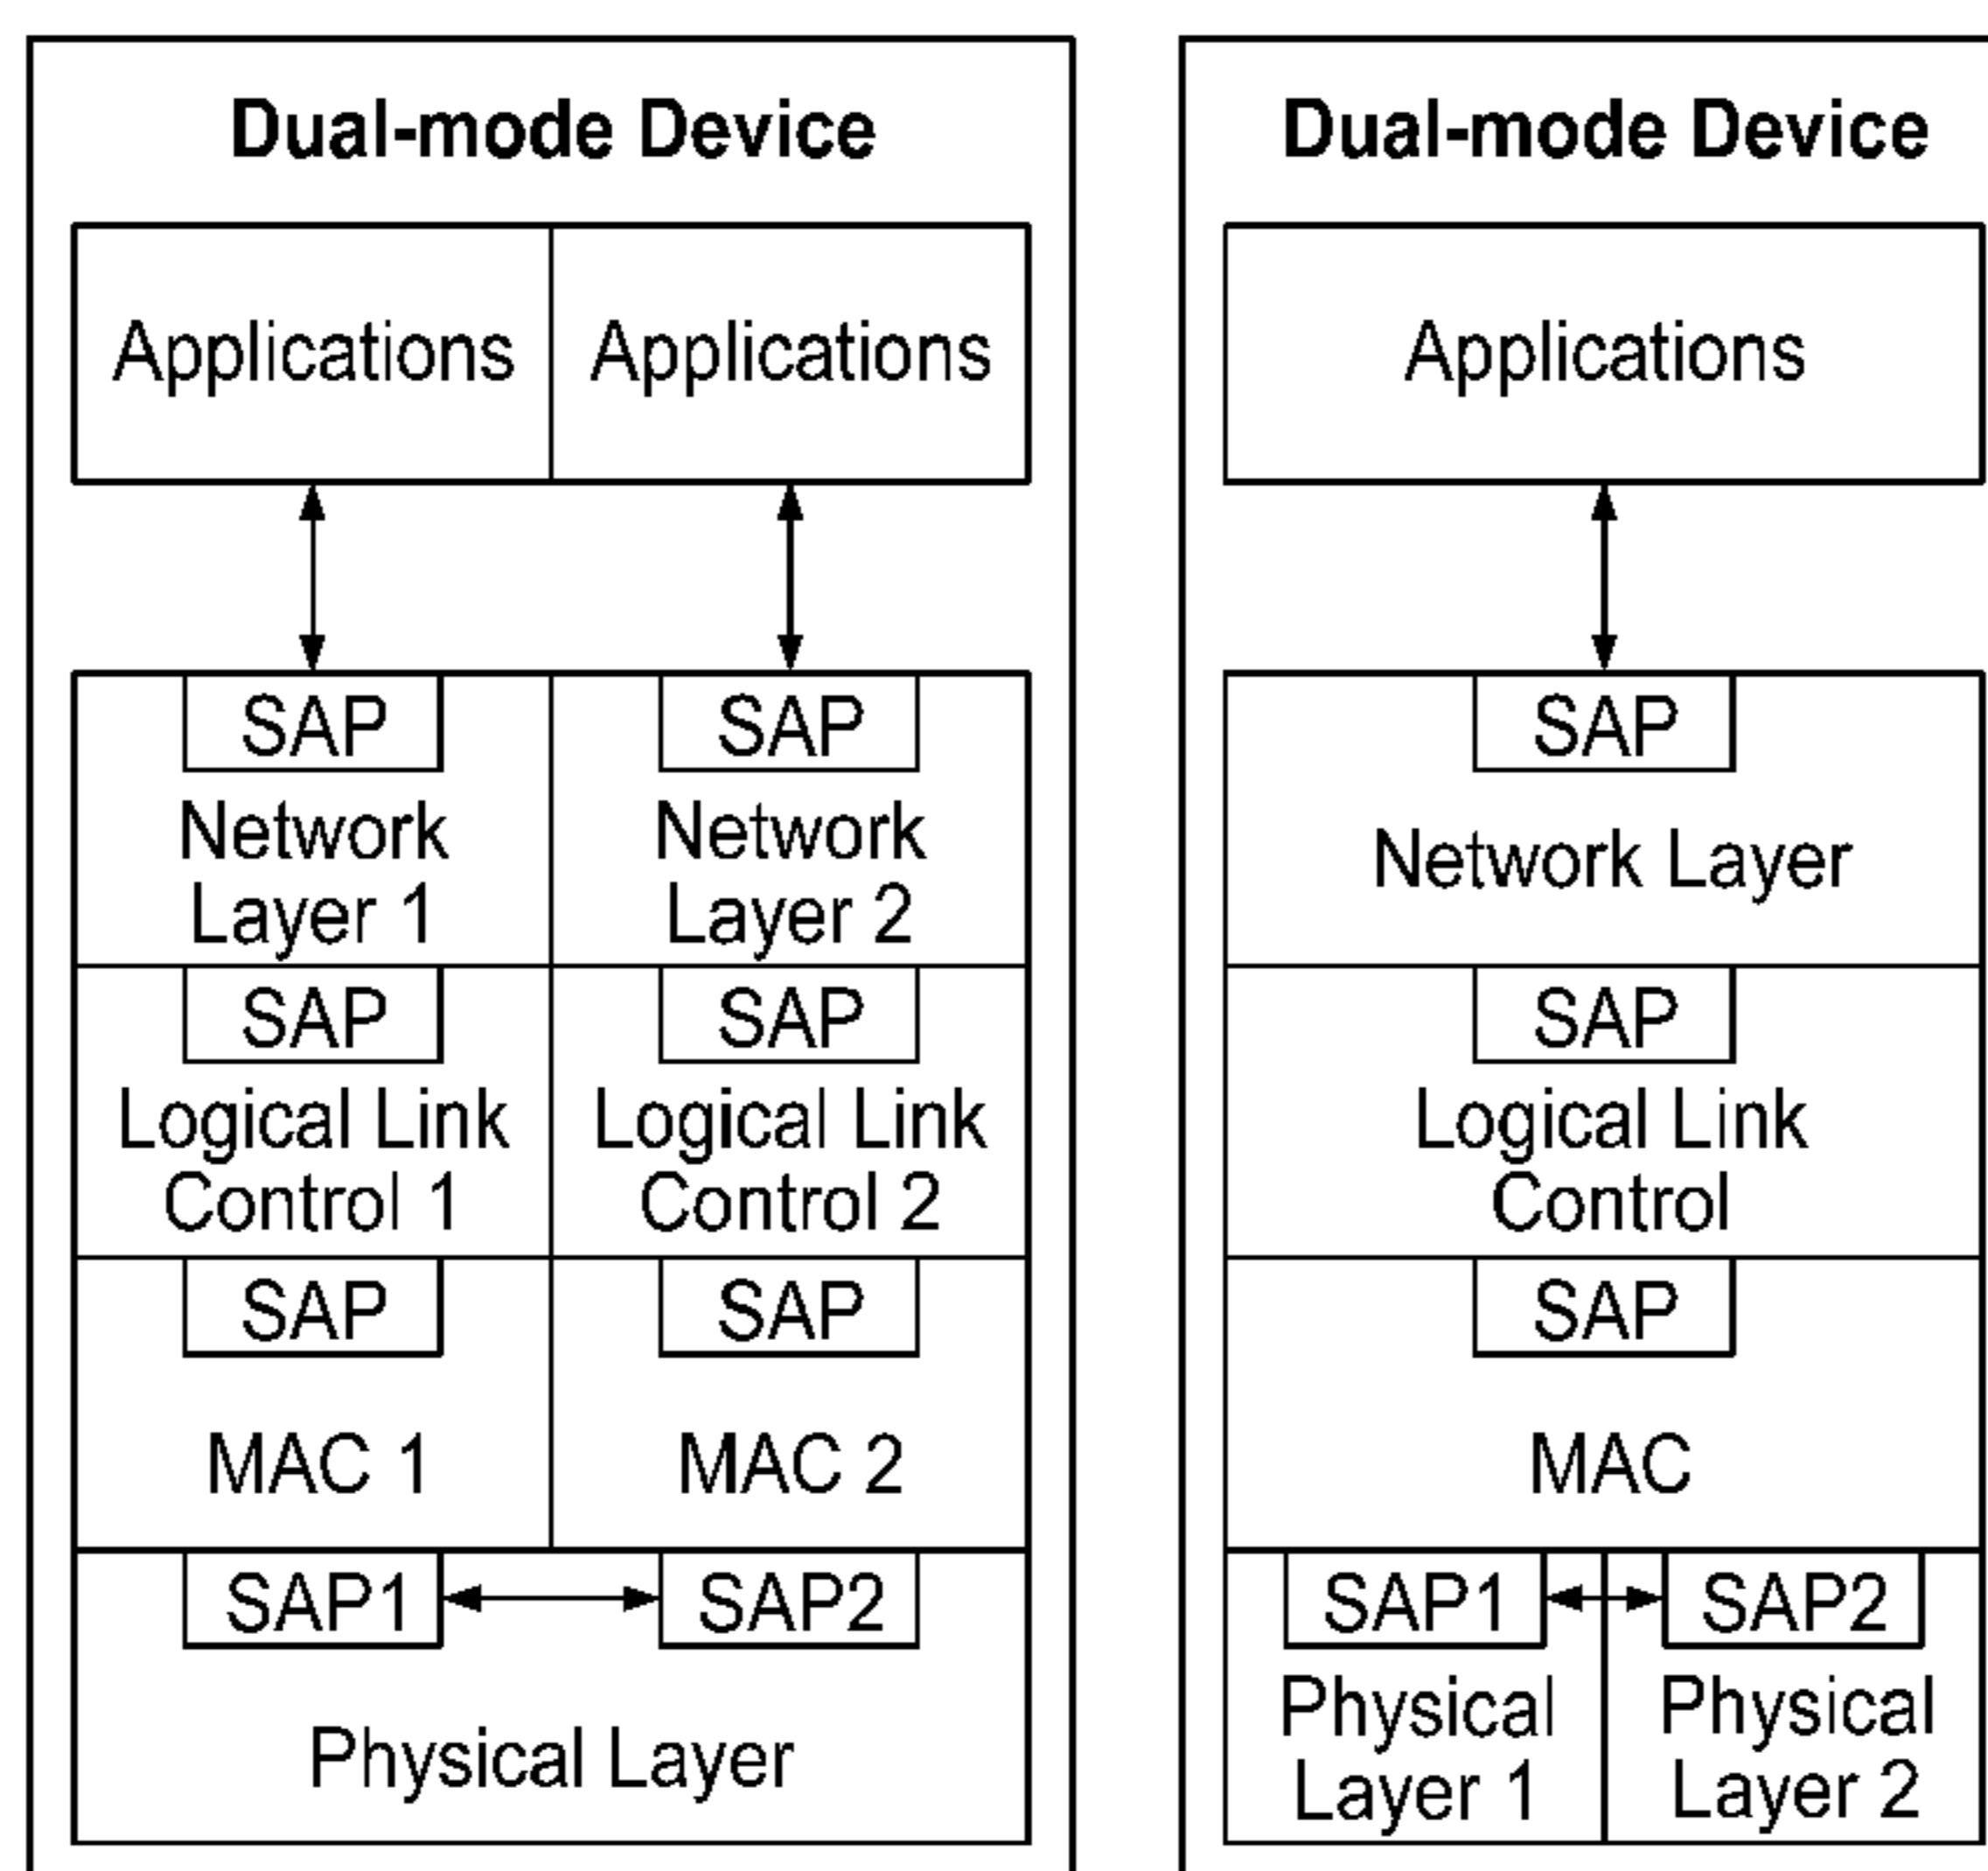 Dual-mode Device
Applications
Applications
SAP
SAP
Network
Layer 1
Network
Layer 2
SAP
SAP
Logical Link
Control 1
Logical Link
Control 2
SAP
SAP
MAC 1
MAC 2
SAP1
SAP2
Physical Layer
Dual-mode Device
Applications
SAP
Network Layer
SAP
Logical Link
Control
SAP
MAC
SAP1
SAP2
Physical
Layer 1
Physical
Layer 2